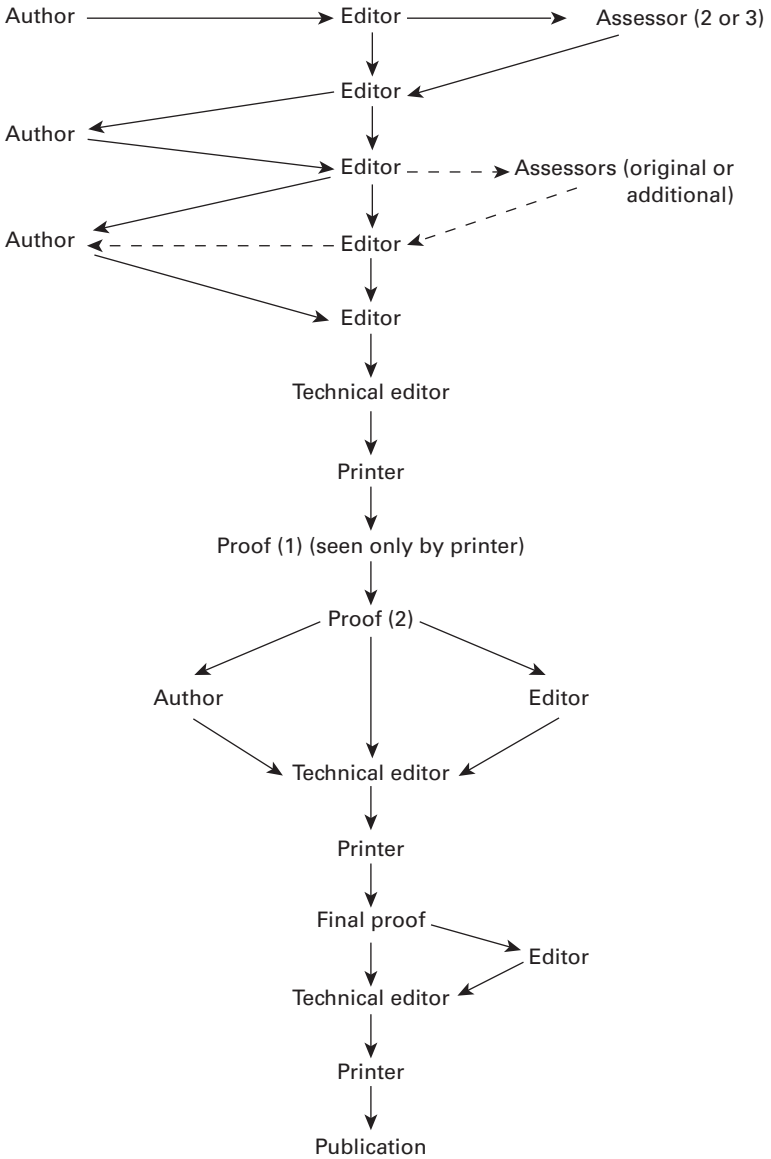 Author
Editor
Assessor (2 or 3)
Editor
Author
Editor
Assessors (original or
additional)
Author
Editor
Editor
Technical editor
Printer
Proof (1) (seen only by printer)
Proof (2)
Author
Editor
Technical editor
Printer
Final proof
Editor
Technical editor
Printer
Publication